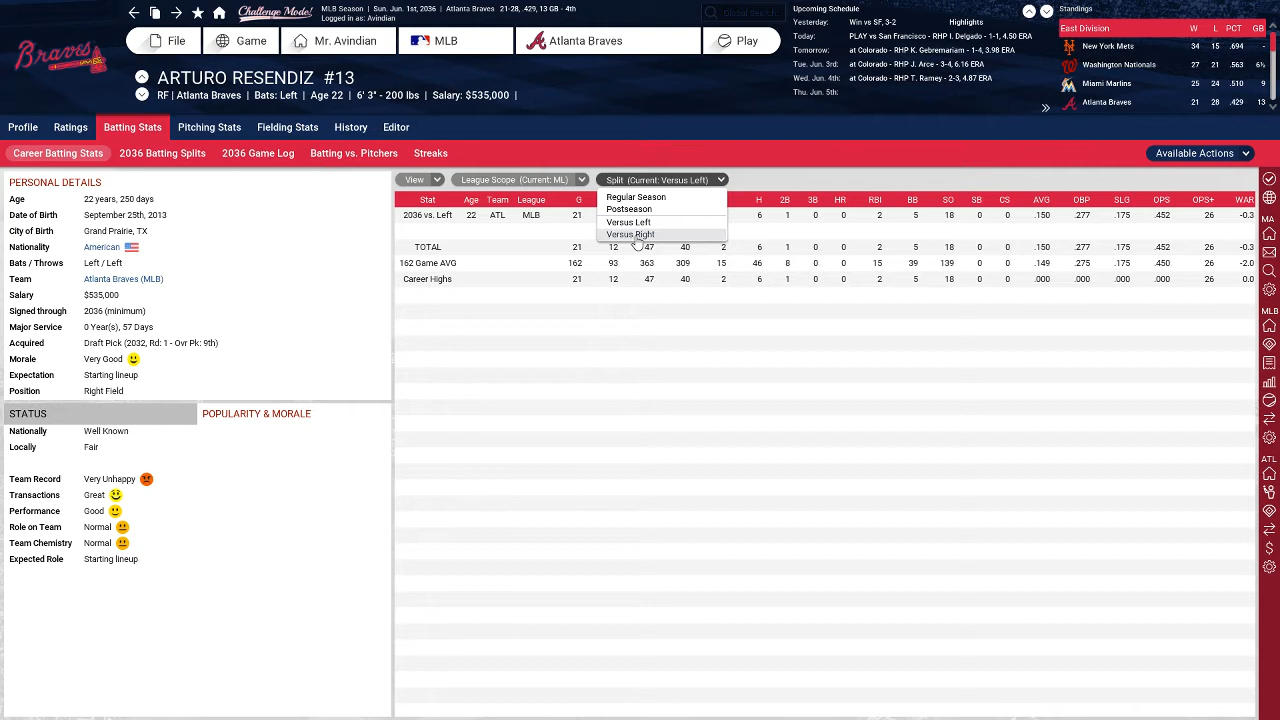 Challenge Mode!
MLB Season | Sun. Jun. 1st, 2036 | Atlanta Braves 21-28, .429, 13 GB - 4th
Logged in as: Avindian
Global Search...
File
Game
Mr. Avindian
MLB
Atlanta Braves
Play
Braves
ARTURO RESENDIZ #13
RF | Atlanta Braves | Bats: Left | Age 22 | 6' 3" - 200 lbs | Salary: $535,000 |
Upcoming Schedule
Yesterday: Win vs SF, 3-2 Highlights
Today: PLAY vs San Francisco - RHP I. Delgado - 1-1, 4.50 ERA
Tomorrow: at Colorado - RHP K. Gebremariam - 1-4, 3.98 ERA
Tue. Jun. 3rd: at Colorado - RHP J. Arce - 3-4, 6.16 ERA
Wed. Jun. 4th: at Colorado - RHP T. Ramey - 2-3, 4.87 ERA
Thu. Jun. 5th:
Standings
East Division W L PCT GB
New York Mets 34 15 .694 -
Washington Nationals 27 21 .563 6½
Miami Marlins 25 24 .510 9
Atlanta Braves 21 28 .429 13
Profile Ratings Batting Stats Pitching Stats Fielding Stats History Editor
Career Batting Stats 2036 Batting Splits 2036 Game Log Batting vs. Pitchers Streaks Available Actions
PERSONAL DETAILS
Age 22 years, 250 days
Date of Birth September 25th, 2013
City of Birth Grand Prairie, TX
Nationality American
Bats / Throws Left / Left
Team Atlanta Braves (MLB)
Salary $535,000
Signed through 2036 (minimum)
Major Service 0 Year(s), 57 Days
Acquired Draft Pick (2032, Rd: 1 - Ovr Pk: 9th)
Morale Very Good
Expectation Starting lineup
Position Right Field
STATUS
POPULARITY & MORALE
Nationally Well Known
Locally Fair
Team Record Very Unhappy
Transactions Great
Performance Good
Role on Team Normal
Team Chemistry Normal
Expected Role Starting lineup
View League Scope (Current: ML) Split (Current: Versus Left)
Regular Season
Postseason
Versus Left
Versus Right
Stat Age Team League G H 2B 3B HR RBI BB SO SB CS AVG OBP SLG OPS OPS+ WAR
2036 vs. Left 22 ATL MLB 21 6 1 0 0 2 5 18 0 0 .150 .277 .175 .452 26 -0.3
TOTAL 21 12 47 40 2 6 1 0 0 2 5 18 0 0 .150 .277 .175 .452 26 -0.3
162 Game AVG 162 93 363 309 15 46 8 0 0 15 39 139 0 0 .149 .275 .175 .450 26 -2.0
Career Highs 21 12 47 40 2 6 1 0 0 2 5 18 0 0 .000 .000 .000 .000 26 0.0
MA
MLB
ATL